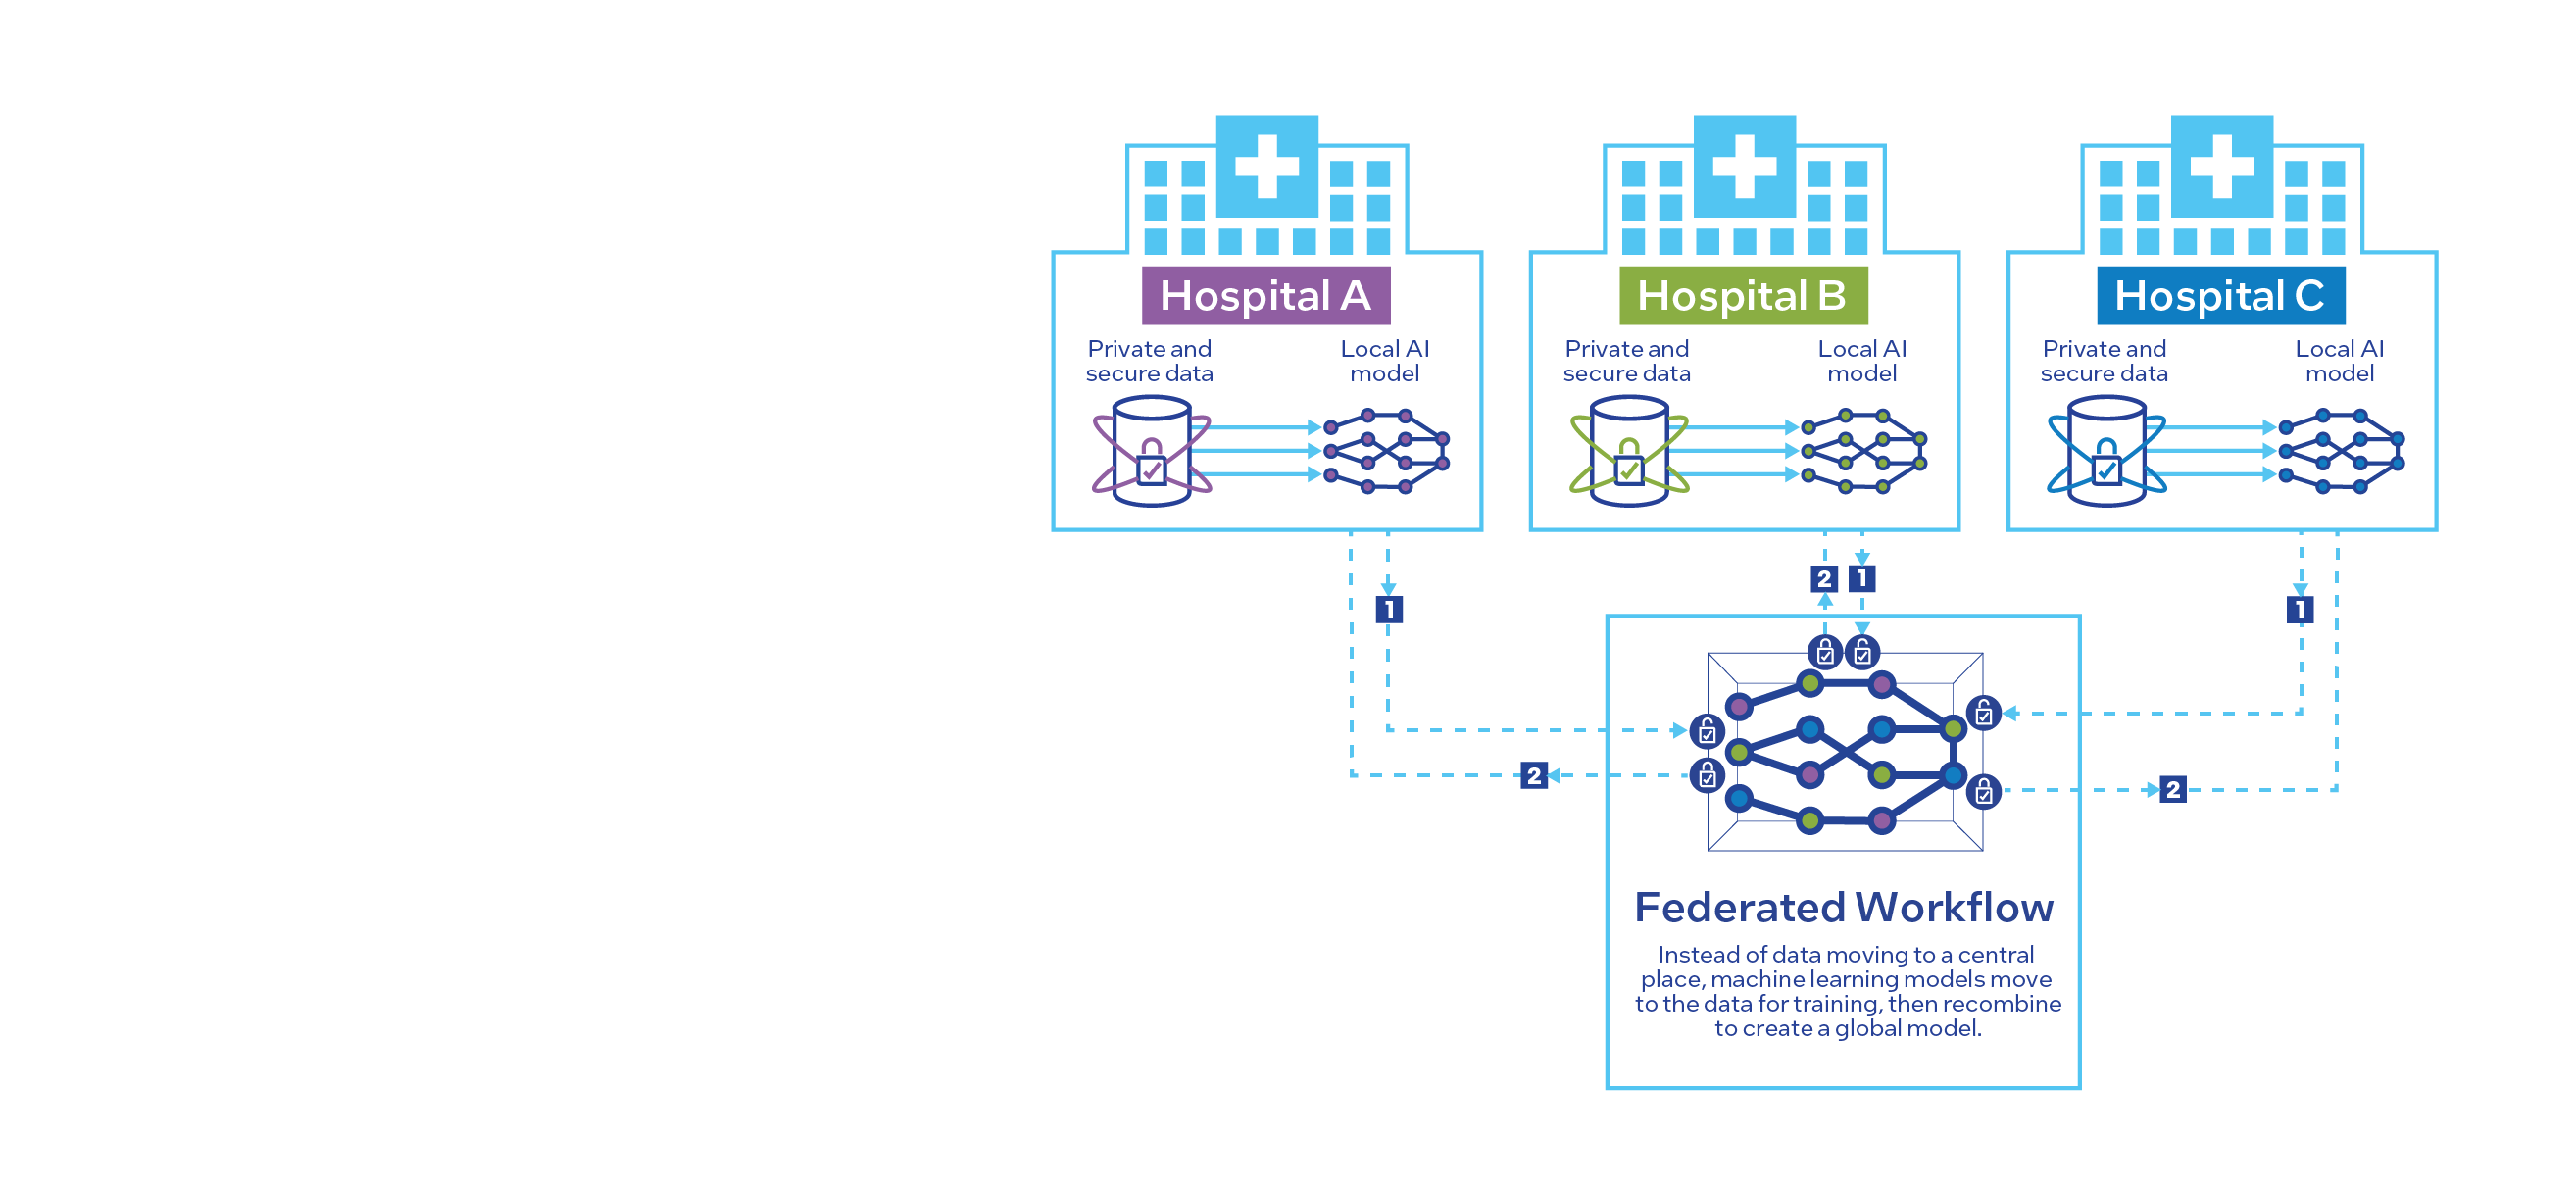 Hospital A
Private and
secure data
Local AI
model
Hospital B
Private and
secure data
Local AI
model
Hospital C
Private and
secure data
Local AI
model
2
1
1
1
2
2
Federated Workflow
Instead of data moving to a central
place, machine learning models move
to the data for training, then recombine
to create a global model.